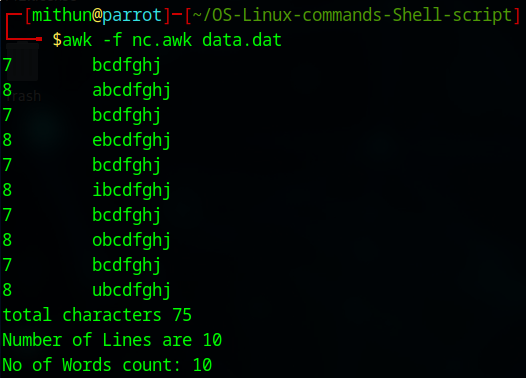 [mithun@parrot]-[~/OS-Linux-commands-Shell-script]
$awk -f nc.awk data.dat
7 bcdfghj
8 abcdfghj
7 bcdfghj
8 ebcdfghj
7 bcdfghj
8 ibcdfghj
7 bcdfghj
8 obcdfghj
7 bcdfghj
8 ubcdfghj
total characters 75
Number of Lines are 10
No of Words count: 10
Trash